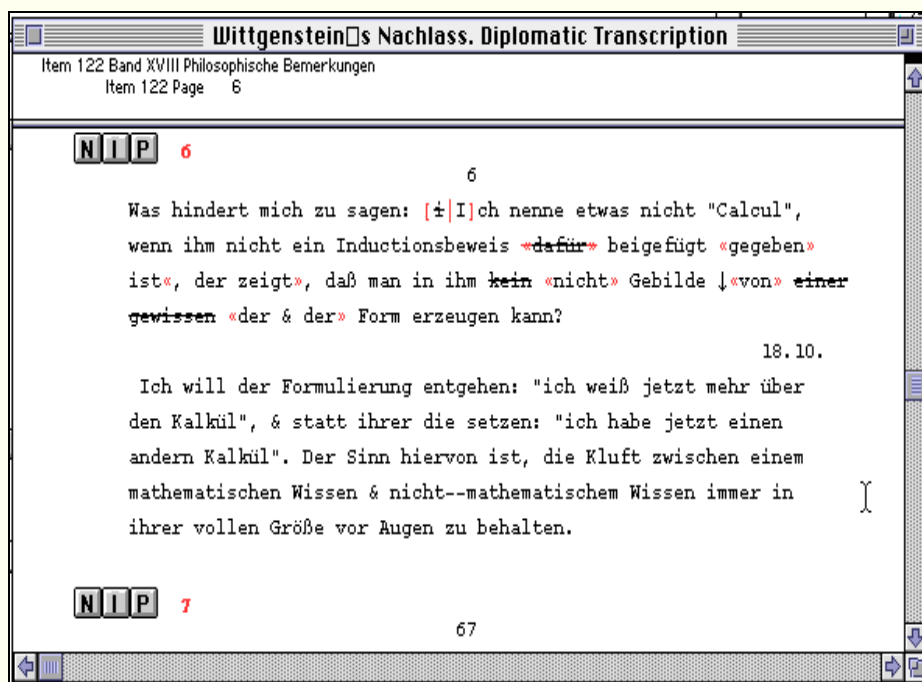 Wittgenstein▯s Nachlass. Diplomatic Transcription
Item 122 Band XVIII Philosophische Bemerkungen
Item 122 Page 6
N I P 6
6
Was hindert mich zu sagen: [i|I]ch nenne etwas nicht "Calcul",
wenn ihm nicht ein Inductionsbeweis «dafür» beigefügt «gegeben»
ist«, der zeigt», daß man in ihm kein «nicht» Gebilde ↓«von» einer
gewissen «der & der» Form erzeugen kann?
18.10.
Ich will der Formulierung entgehen: "ich weiß jetzt mehr über
den Kalkül", & statt ihrer die setzen: "ich habe jetzt einen
andern Kalkül". Der Sinn hiervon ist, die Kluft zwischen einem
mathematischen Wissen & nicht--mathematischem Wissen immer in
ihrer vollen Größe vor Augen zu behalten.
N I P 7
67